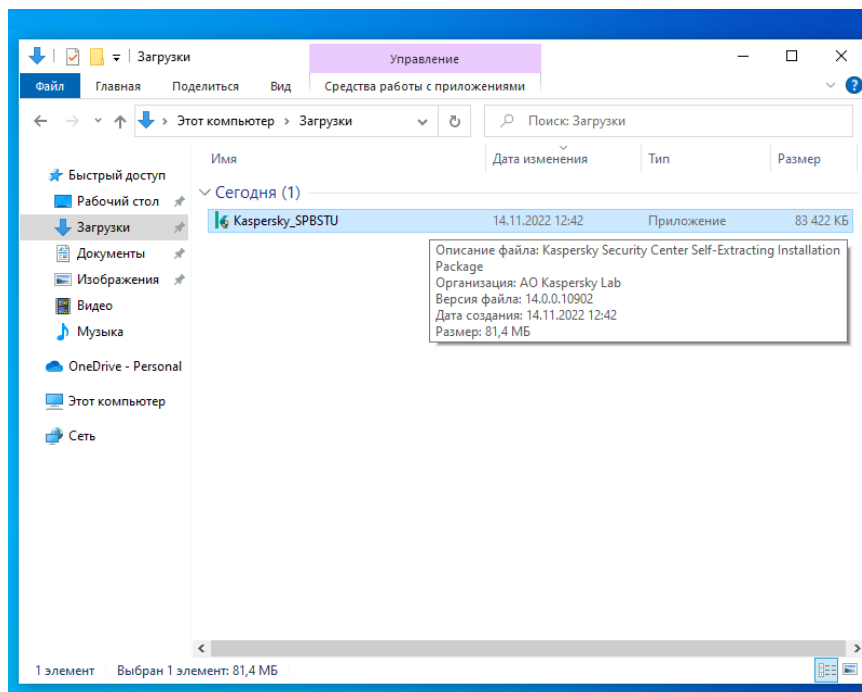 Загрузки
Управление
Файл
Главная
Поделиться
Вид
Средства работы с приложениями
Этот компьютер
Загрузки
Поиск: Загрузки
Имя
Дата изменения
Тип
Размер
Быстрый доступ
Рабочий стол
Загрузки
Документы
Изображения
Видео
Музыка
OneDrive - Personal
Этот компьютер
Сеть
Сегодня (1)
Kaspersky_SPBSTU
14.11.2022 12:42
Приложение
83 422 КБ
Описание файла: Kaspersky Security Center Self-Extracting Installation
Package
Организация: АО Kaspersky Lab
Версия файла: 14.0.0.10902
Дата создания: 14.11.2022 12:42
Размер: 81,4 МБ
1 элемент
Выбран 1 элемент: 81,4 МБ